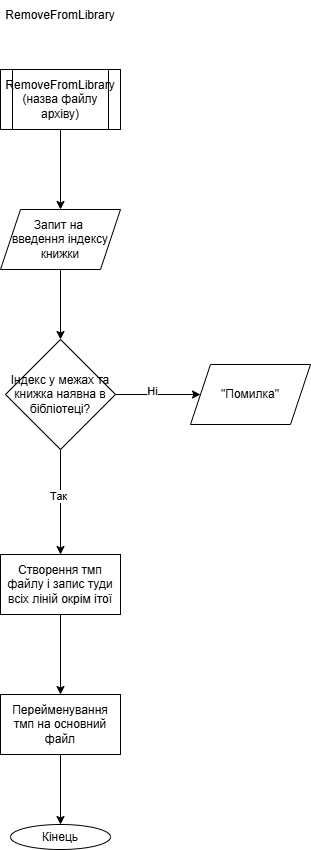 RemoveFromLibrary
RemoveFromLibrary
(назва файлу
архіву)
Запит на
введення індексу
книжки
Індекс у межах та
книжка наявна в
бібліотеці?
Ні
"Помилка"
Так
Створення тмп
файлу і запис туди
всіх ліній окрім ітої
Перейменування
тмп на основний
файл
Кінець